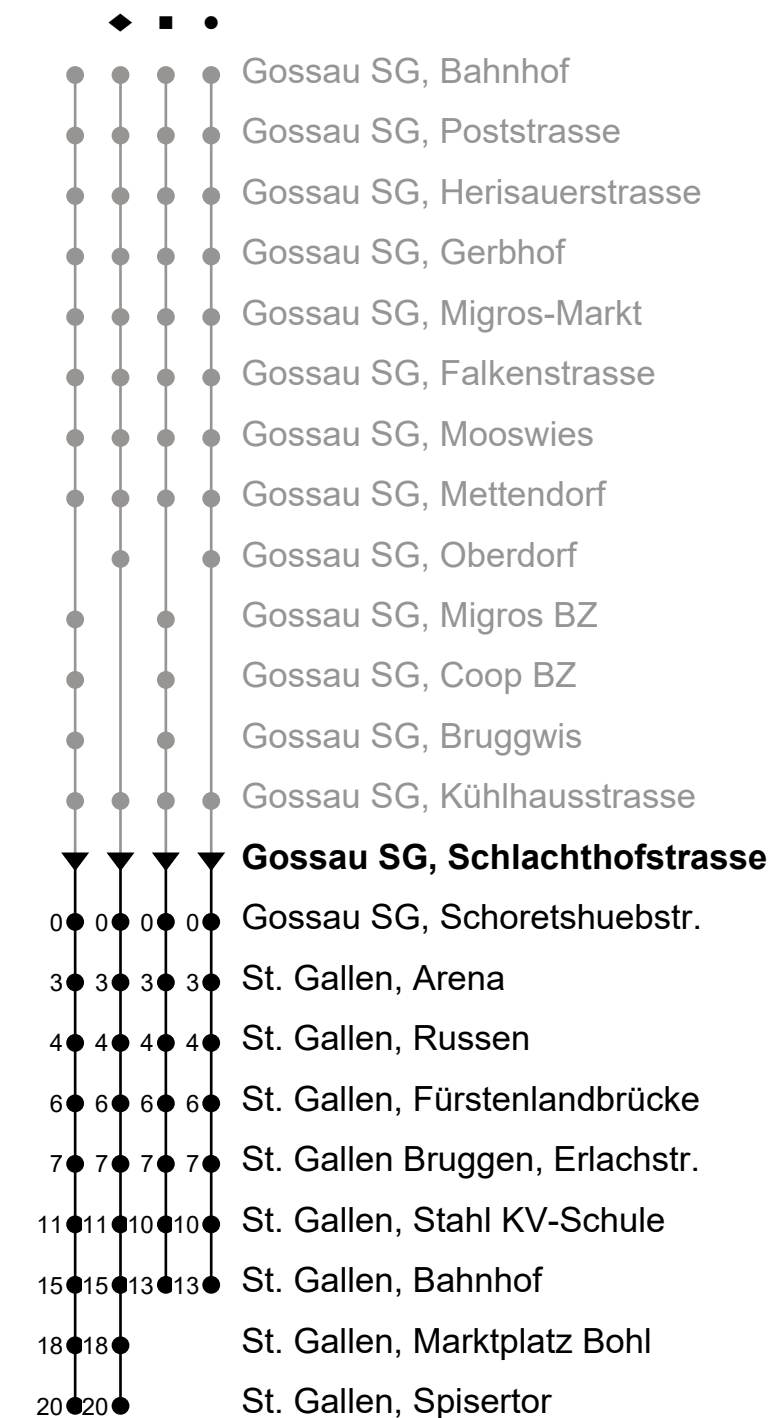 Gossau SG, Bahnhof
Gossau SG, Poststrasse
Gossau SG, Herisauerstrasse
Gossau SG, Gerbhof
Gossau SG, Migros-Markt
Gossau SG, Falkenstrasse
Gossau SG, Mooswies
Gossau SG, Mettendorf
Gossau SG, Oberdorf
Gossau SG, Migros BZ
Gossau SG, Coop BZ
Gossau SG, Bruggwis
Gossau SG, Kühlhausstrasse
Gossau SG, Schlachthofstrasse
0 0 0 0 Gossau SG, Schoretshuebstr.
3 3 3 3 St. Gallen, Arena
4 4 4 4 St. Gallen, Russen
6 6 6 6 St. Gallen, Fürstenlandbrücke
7 7 7 7 St. Gallen Bruggen, Erlachstr.
11 11 10 10 St. Gallen, Stahl KV-Schule
15 15 13 13 St. Gallen, Bahnhof
18 18 St. Gallen, Marktplatz Bohl
20 20 St. Gallen, Spisertor